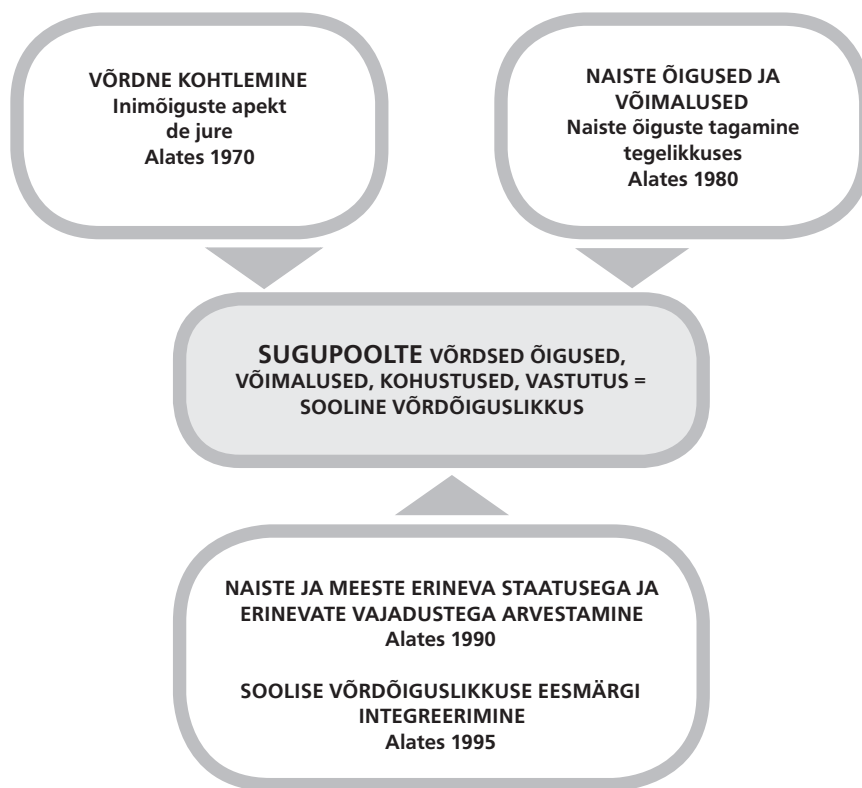 VÕRDNE KOHTLEMINE
Inimõiguste apekt
de jure
Alates 1970
NAISTE ÕIGUSED JA
VÕIMALUSED
Naiste õiguste tagamine
tegelikkuses
Alates 1980
SUGUPOOLTE VÕRDSED ÕIGUSED,
VÕIMALUSED, KOHUSTUSED, VASTUTUS =
SOOLINE VÕRDÕIGUSLIKKUS
NAISTE JA MEESTE ERINEVA STAATUSEGA JA
ERINEVATE VAJADUSTEGA ARVESTAMINE
Alates 1990
SOOLISE VÕRDÕIGUSLIKKUSE EESMÄRGI
INTEGREERIMINE
Alates 1995